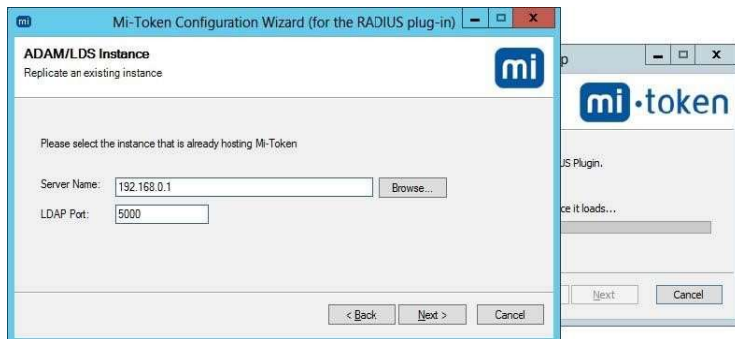 Mi-Token Configuration Wizard (for the RADIUS plug-in)
ADAM/LDS Instance
Replicate an existing instance
mi
Please select the instance that is already hosting Mi-Token
Server Name: 192.168.0.1 Browse...
LDAP Port: 5000
< Back Next > Cancel
p
mi·token
JS Plugin.
ce it loads...
Next Cancel